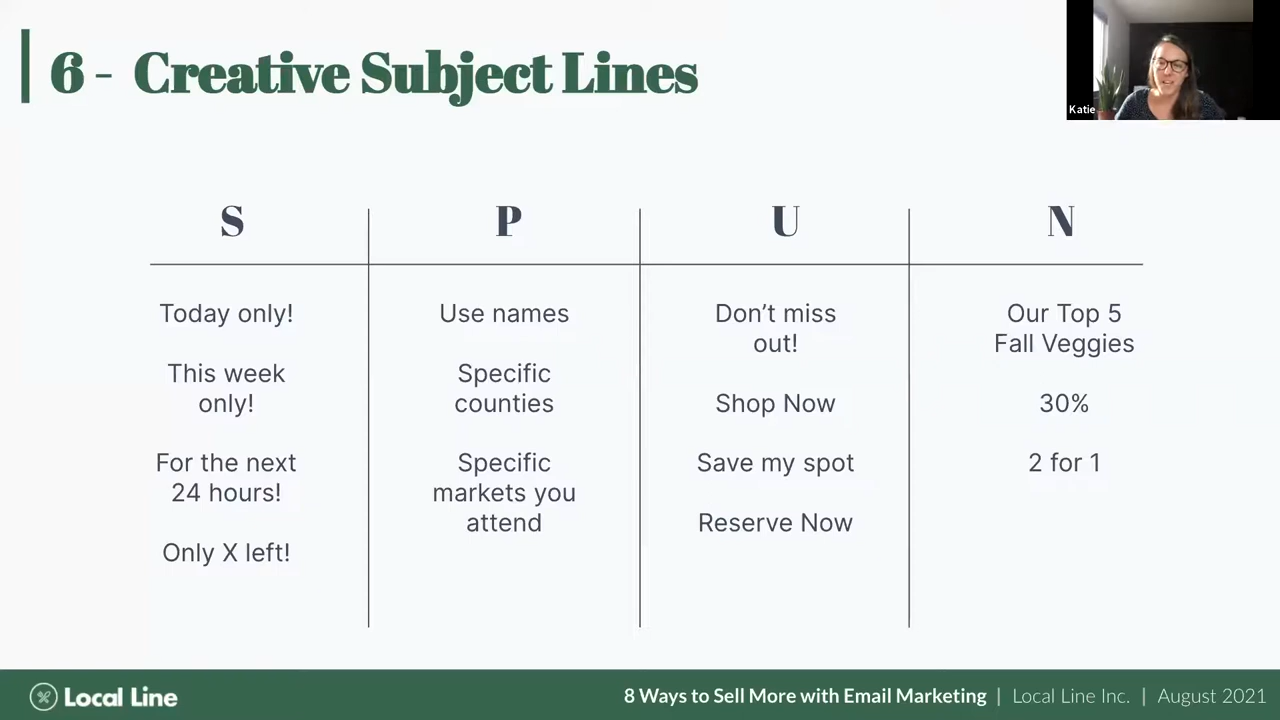 6 - Creative Subject Lines
Katie
S
P
U
N
Today only!
This week
only!
For the next
24 hours!
Only X left!
Use names
Specific
counties
Specific
markets you
attend
Don't miss
out!
Shop Now
Save my spot
Reserve Now
Our Top 5
Fall Veggies
30%
2 for 1
Local Line
8 Ways to Sell More with Email Marketing | Local Line Inc. | August 2021